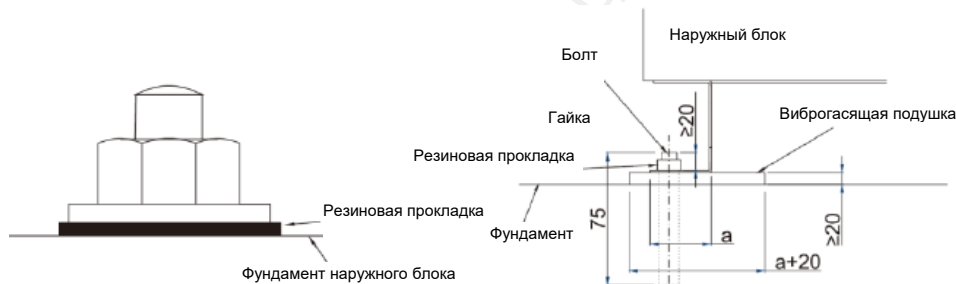 Резиновая прокладка
Фундамент наружного блока
Наружный блок
Болт
Гайка
≥20
Виброгасящая подушка
Резиновая прокладка
Фундамент
75
a
≥20
a+20